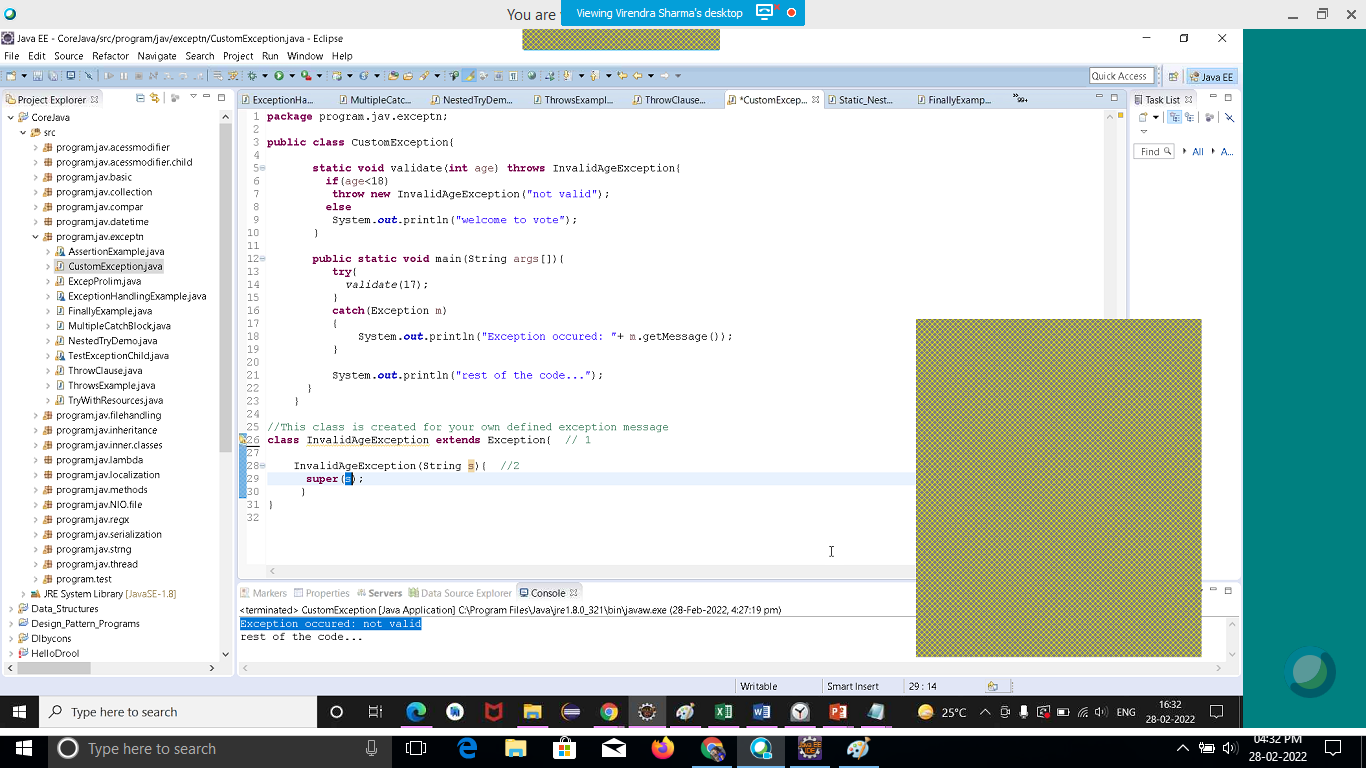 You are
Viewing Virendra Sharma's desktop
Java EE - CoreJava/src/program/jav/exceptn/CustomException.java - Eclipse
File Edit Source Refactor Navigate Search Project Run Window Help
Quick Access
Java EE
Project Explorer
CoreJava
src
program.jav.acessmodifier
program.jav.acessmodifier.child
program.jav.basic
program.jav.collection
program.jav.compar
program.jav.datetime
program.jav.exceptn
AssertionExample.java
CustomException.java
ExcepProlim.java
ExceptionHandlingExample.java
FinallyExample.java
MultipleCatchBlock.java
NestedTryDemo.java
TestExceptionChild.java
ThrowClause.java
ThrowsExample.java
TryWithResources.java
program.jav.filehandling
program.jav.inheritance
program.jav.inner.classes
program.jav.lambda
program.jav.localization
program.jav.methods
program.jav.NIO.file
program.jav.regx
program.jav.serialization
program.jav.strng
program.jav.thread
program.test
JRE System Library [JavaSE-1.8]
Data_Structures
Design_Pattern_Programs
DIbycons
HelloDrool
ExceptionHa... MultipleCatc... NestedTryDemo... ThrowsExampl... ThrowClause... *CustomExcep... Static_Nest... FinallyExamp...
1 package program.jav.exceptn;
2
3 public class CustomException{
4
5 static void validate(int age) throws InvalidAgeException{
6 if(age<18)
7 throw new InvalidAgeException("not valid");
8 else
9 System.out.println("welcome to vote");
10 }
11
12 public static void main(String args[]){
13 try{
14 validate(17);
15 }
16 catch(Exception m)
17 {
18 System.out.println("Exception occured: "+ m.getMessage());
19 }
20
21 System.out.println("rest of the code...");
22 }
23 }
24
25 //This class is created for your own defined exception message
26 class InvalidAgeException extends Exception{ // 1
27
28 InvalidAgeException(String s){ //2
29 super(s);
30 }
31 }
32
Task List
Find
All
A...
Markers Properties Servers Data Source Explorer Console
<terminated> CustomException [Java Application] C:\Program Files\Java\jre1.8.0_321\bin\javaw.exe (28-Feb-2022, 4:27:19 pm)
Exception occured: not valid
rest of the code...
Writable Smart Insert 29 : 14
Type here to search
25°C
ENG
16:32
28-02-2022
Type here to search
04:32 PM
28-02-2022